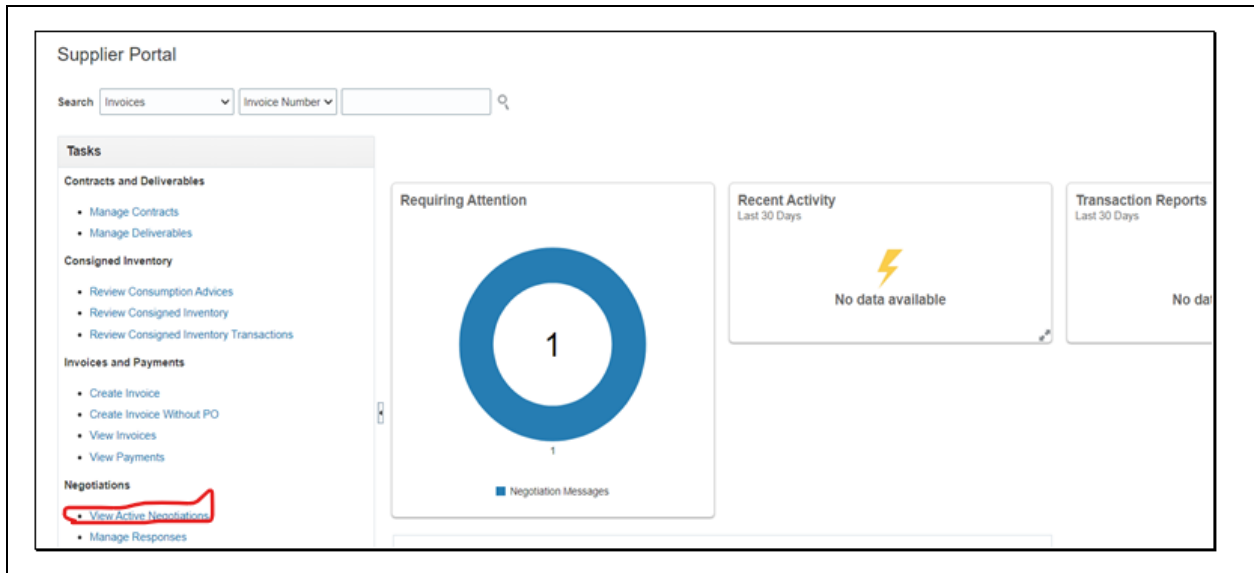 Supplier Portal
Search Invoices Invoice Number
Tasks
Contracts and Deliverables
Manage Contracts
Manage Deliverables
Consigned Inventory
Review Consumption Advices
Review Consigned Inventory
Review Consigned Inventory Transactions
Invoices and Payments
Create Invoice
Create Invoice Without PO
View Invoices
View Payments
Negotiations
View Active Negotiations
Manage Responses
Requiring Attention
1
1
Negotiation Messages
Recent Activity
Last 30 Days
No data available
Transaction Reports
Last 30 Days
No da